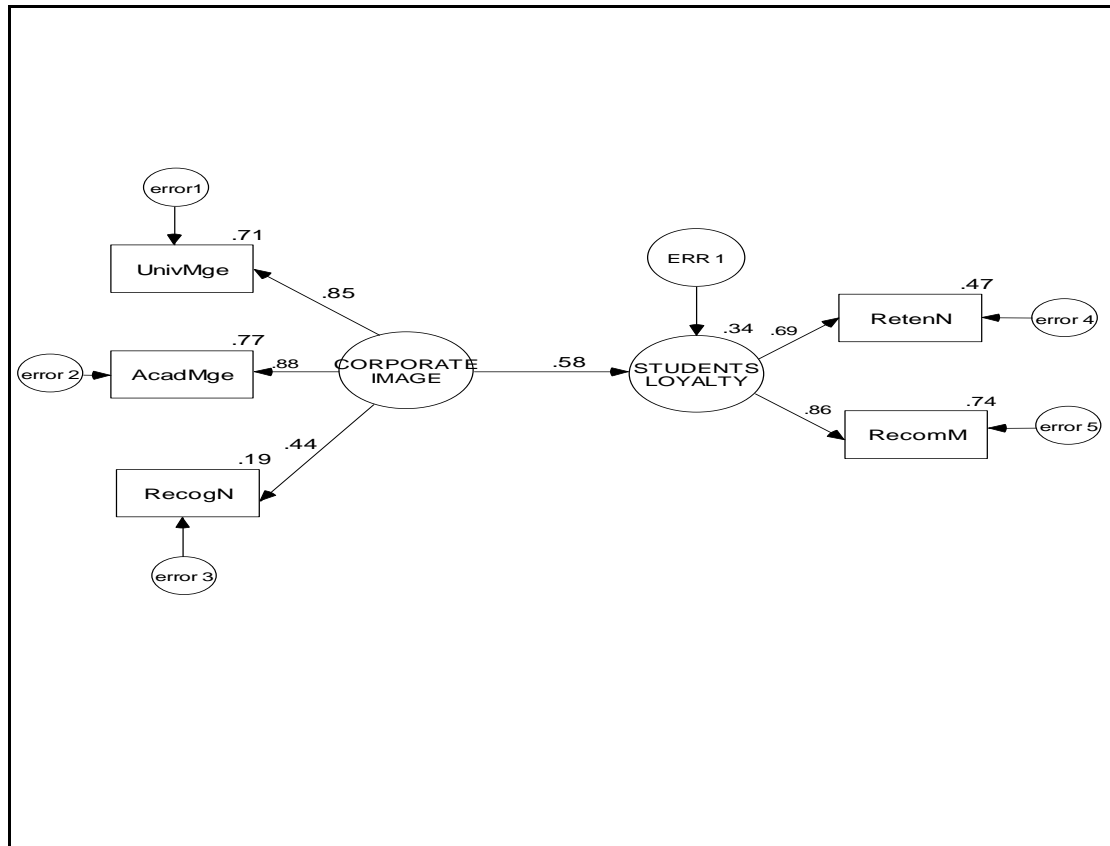 error1
.71
UnivMge
.85
error 2
.77
AcadMge
.88
CORPORATE
IMAGE
.44
.19
RecogN
error 3
.58
ERR 1
.34
STUDENTS
LOYALTY
.69
.47
RetenN
error 4
.86
.74
RecomM
error 5